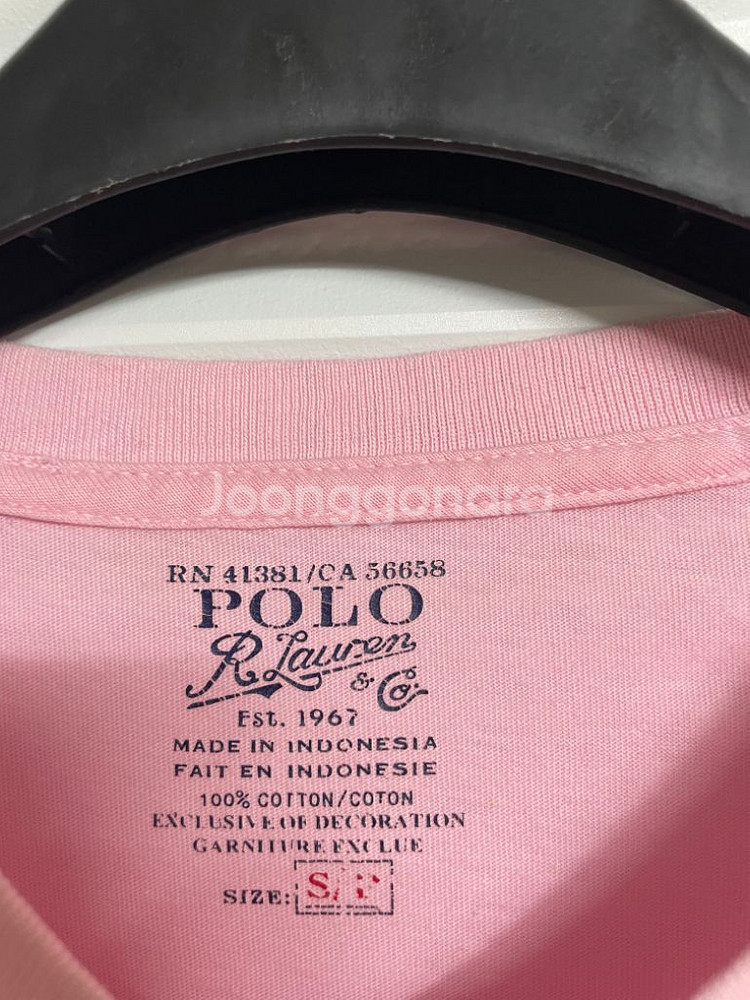 Joonggonara
RN 41381/CA 56658
POLO
R Lauren
& Co.
Est. 1967
MADE IN INDONESIA
FAIT EN INDONESIE
100% COTTON/COTON
EXCLUSIVE OF DECORATION
GARNITURE EXCLUE
SIZE: S/P